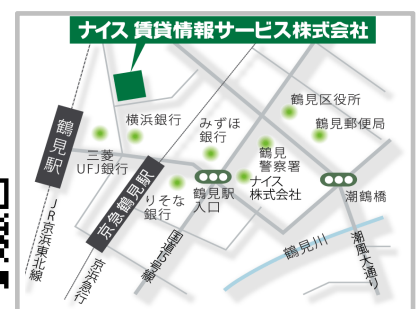 ナイス賃貸情報サービス株式会社
鶴見駅
JR京浜東北線
三菱
UFJ銀行
横浜銀行
みずほ
銀行
りそな
銀行
京急鶴見駅
京浜急行
国道15号線
鶴見駅
入口
鶴見
警察署
ナイス
株式会社
鶴見区役所
鶴見郵便局
潮鶴橋
鶴見川
潮風大通り